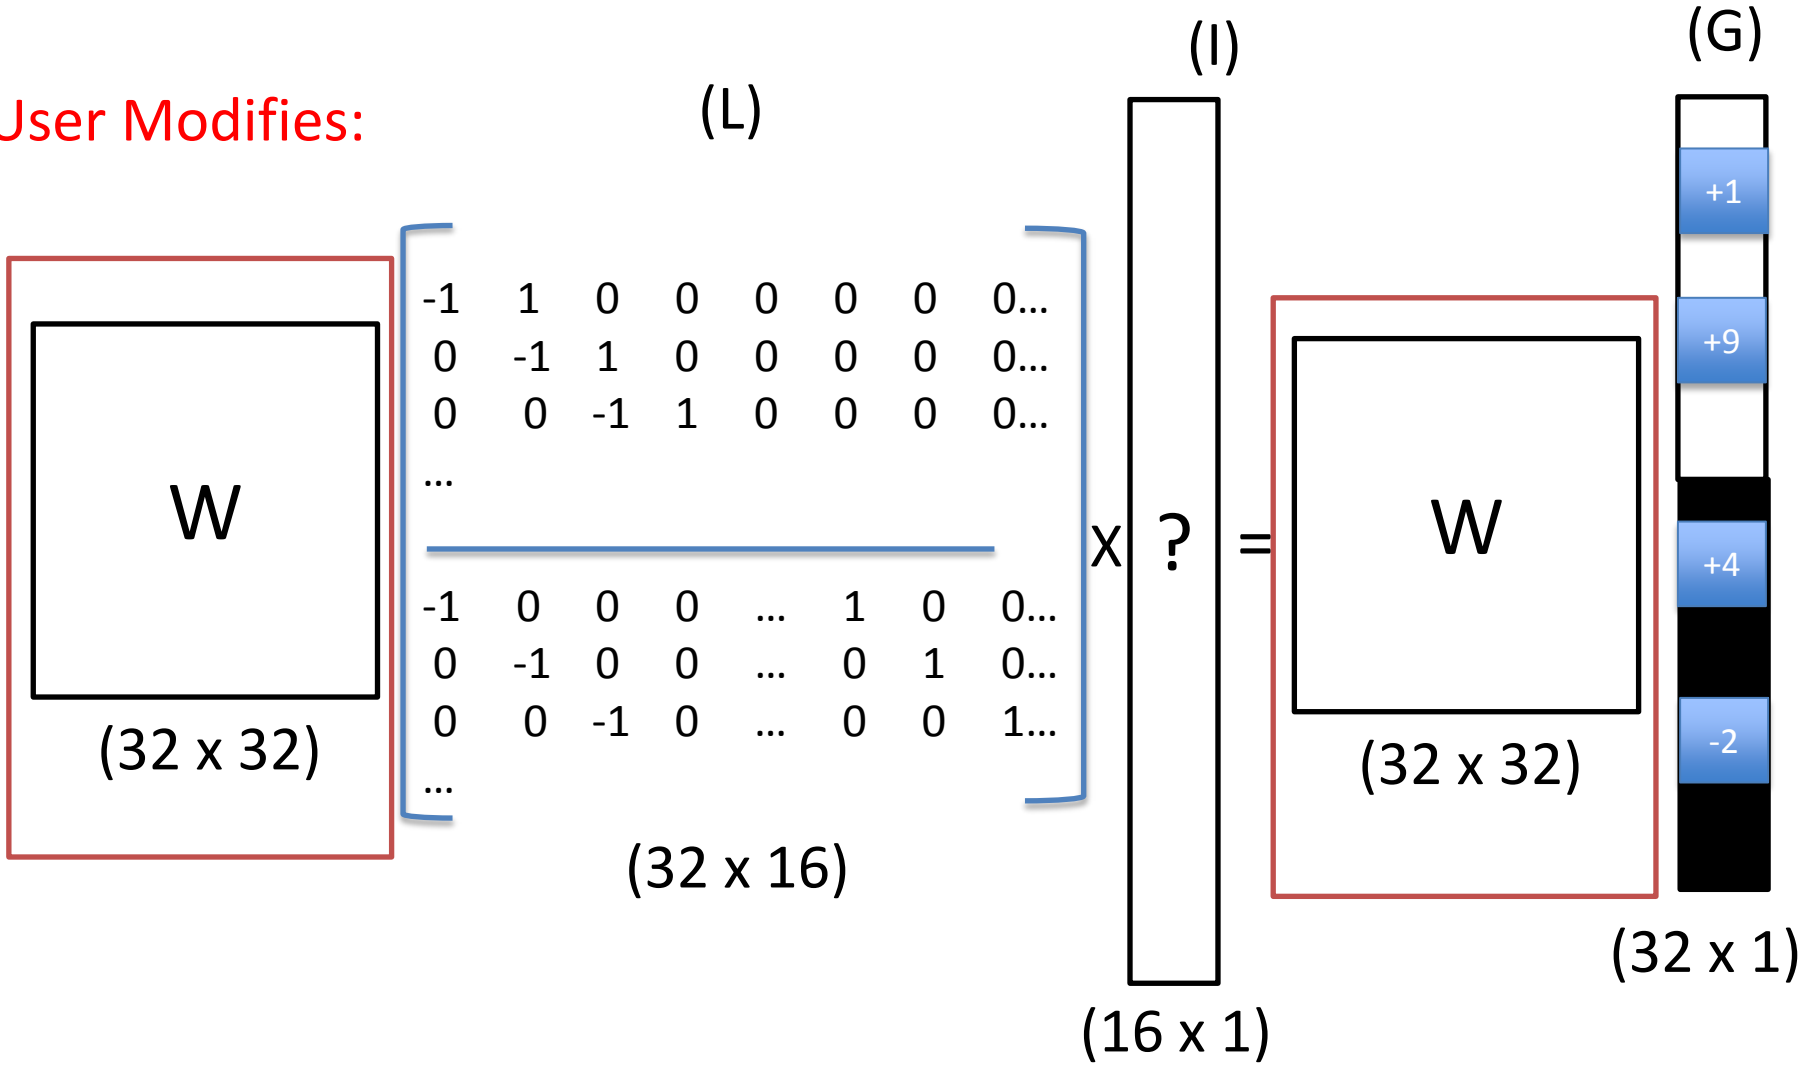 (I)
(G)
User Modifies:
(L)
+1
+9
+4
-2
W
-1 1 0 0 0 0 0 0...
0 -1 1 0 0 0 0 0...
0 0 -1 1 0 0 0 0...
...
-1 0 0 0 ... 1 0 0...
0 -1 0 0 ... 0 1 0...
0 0 -1 0 ... 0 0 1...
...
x
?
=
W
(32 x 32)
(32 x 16)
(16 x 1)
(32 x 32)
(32 x 1)